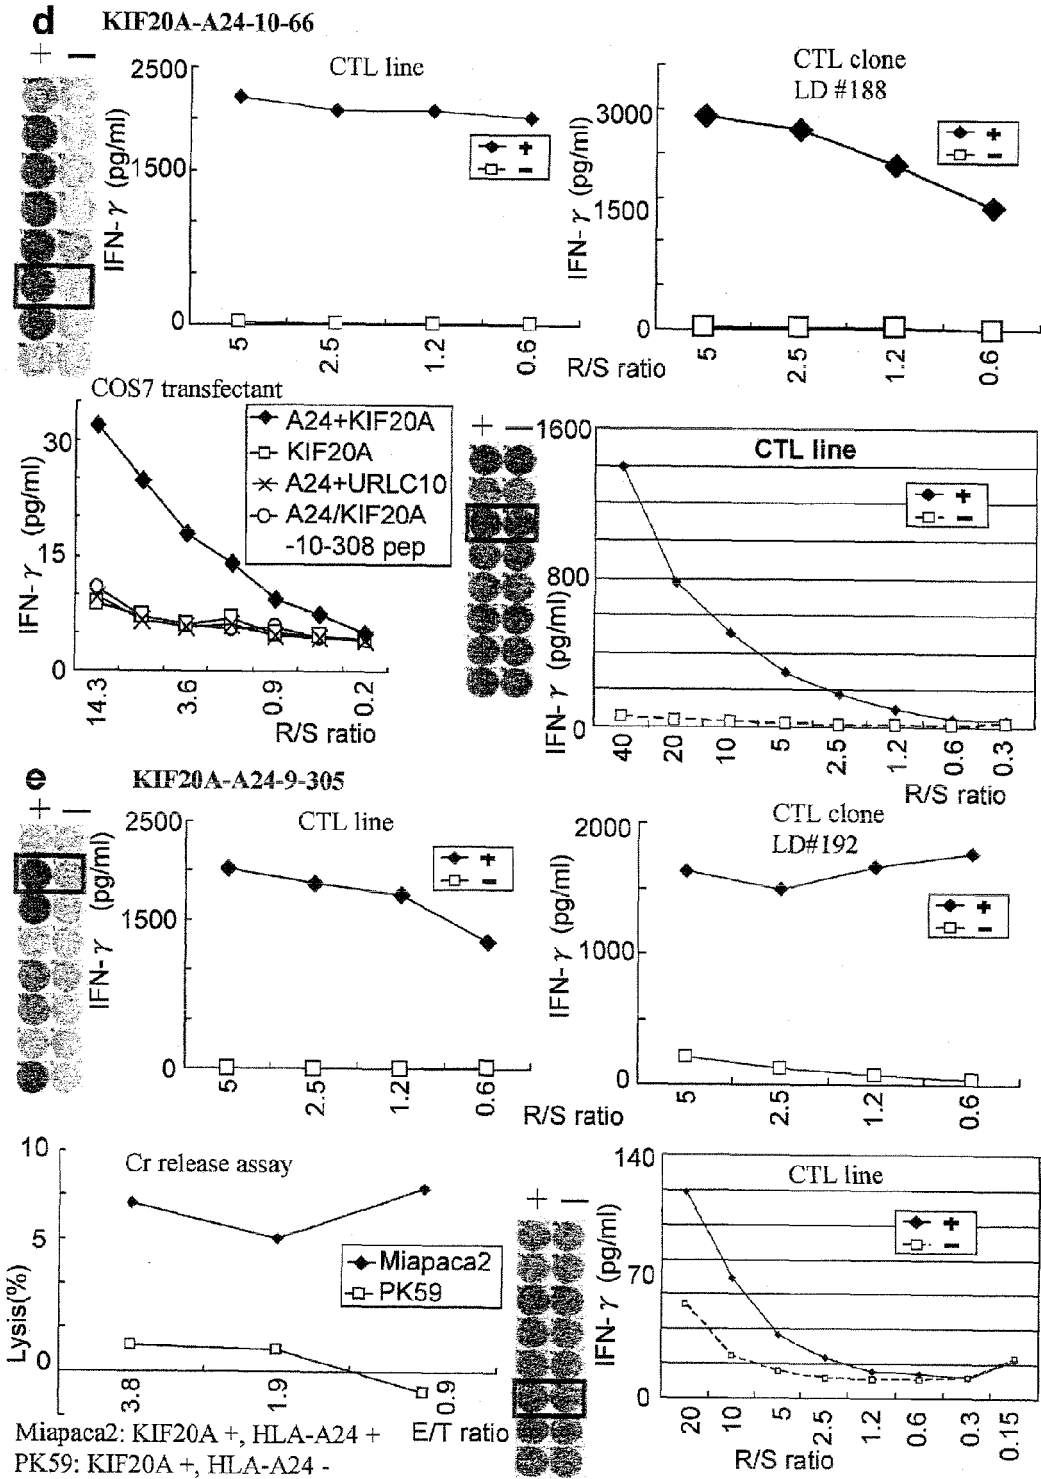 d KIF20A-A24-10-66
+ −
2500
1500
0
IFN-γ (pg/ml)
CTL line
+
−
5 2.5 1.2 0.6
CTL clone
LD #188
3000
1500
0
IFN-γ (pg/ml)
+
−
5 2.5 1.2 0.6
R/S ratio
COS7 transfectant
30
15
0
IFN-γ (pg/ml)
A24+KIF20A
KIF20A
A24+URLC10
A24/KIF20A
-10-308 pep
14.3 3.6 0.9 0.2
R/S ratio
+ −
1600
800
0
IFN-γ (pg/ml)
CTL line
+
−
40 20 10 5 2.5 1.2 0.6 0.3
R/S ratio
e KIF20A-A24-9-305
+ −
2500
1500
0
IFN-γ (pg/ml)
CTL line
+
−
5 2.5 1.2 0.6
R/S ratio
CTL clone
LD#192
2000
1000
0
IFN-γ (pg/ml)
+
−
5 2.5 1.2 0.6
10
5
0
Lysis(%)
Cr release assay
Miapaca2
PK59
3.8 1.9 0.9
E/T ratio
Miapaca2: KIF20A +, HLA-A24 +
PK59: KIF20A +, HLA-A24 -
+ −
140
70
0
IFN-γ (pg/ml)
CTL line
+
−
20 10 5 2.5 1.2 0.6 0.3 0.15
R/S ratio